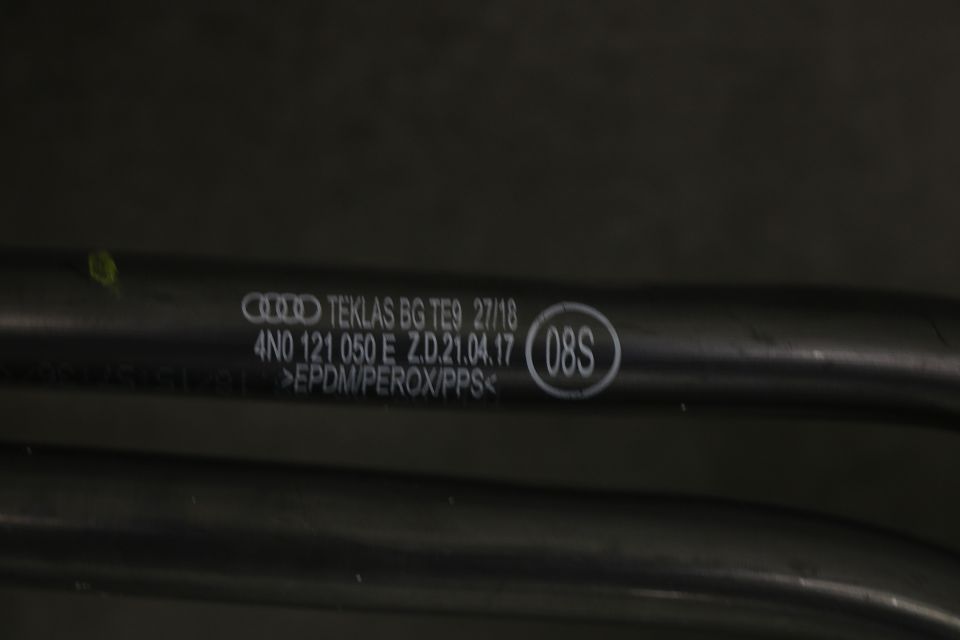 TEKLAS BG TE9 27/18
4N0 121 050 E Z.D.21.04.17
>EPDM/PEROX/PPS<
08S